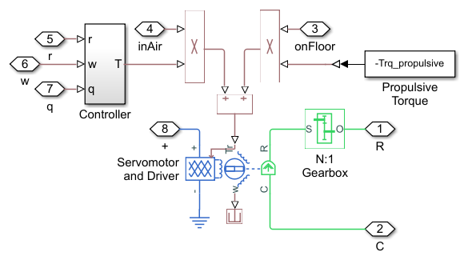 4
inAir
3
onFloor
5
r
r
6
w
w
T
7
q
q
Controller
-Trq_propulsive
Propulsive
Torque
+
+
8
+
Servomotor
and Driver
+
-
Tr
w
R
C
S
O
N:1
Gearbox
1
R
2
C